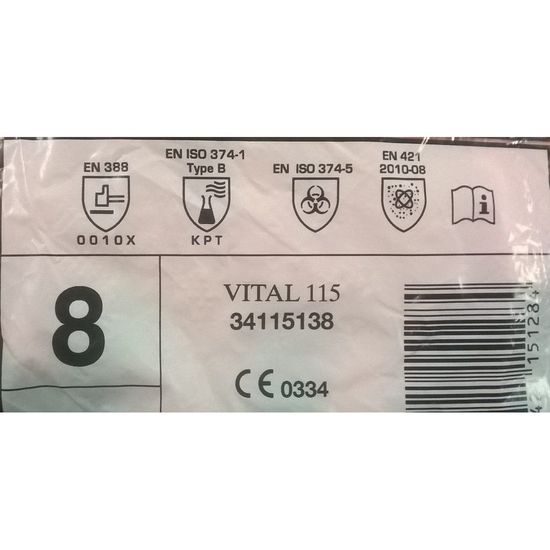 EN 388
0010X
EN ISO 374-1
Type B
KPT
EN ISO 374-5
EN 421
2010-08
i
8
VITAL 115
34115138
CE 0334